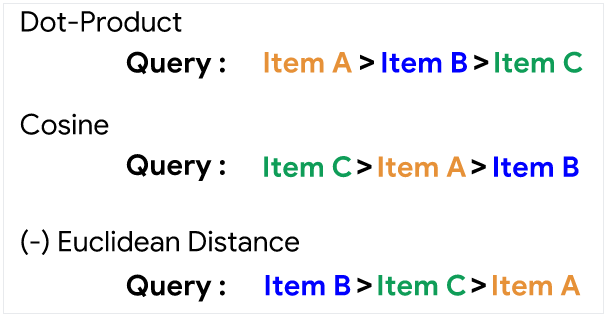 Dot-Product
Query : Item A > Item B > Item C
Cosine
Query : Item C > Item A > Item B
(-) Euclidean Distance
Query : Item B > Item C > Item A